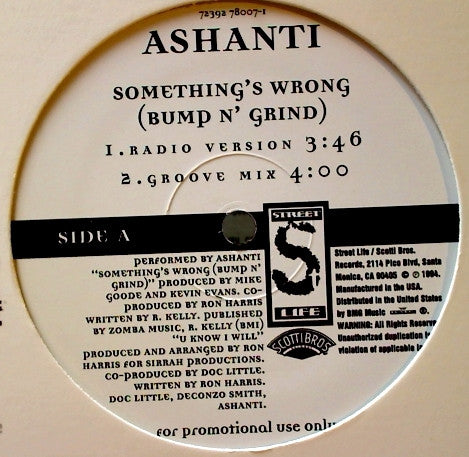 72392 78007-1
ASHANTI
SOMETHING'S WRONG
(BUMP N' GRIND)
1. RADIO VERSION 3:46
2. GROOVE MIX 4:00
SIDE A
PERFORMED BY ASHANTI
"SOMETHING'S WRONG (BUMP N'
GRIND)" PRODUCED BY MIKE
GOODE AND KEVIN EVANS. CO-
PRODUCED BY RON HARRIS
WRITTEN BY R. KELLY. PUBLISHED
BY ZOMBA MUSIC, R. KELLY (BMI)
"U KNOW I WILL"
PRODUCED AND ARRANGED BY RON
HARRIS FOR SIRRAH PRODUCTIONS.
CO-PRODUCED BY DOC LITTLE.
WRITTEN BY RON HARRIS.
DOC LITTLE, DECONZO SMITH,
ASHANTI.
STREET
S
LIFE
SCOTTI BROS
Street Life / Scotti Bros.
Records, 2114 Pico Blvd, Santa
Monica, CA 90405 © ℗ 1994.
Manufactured in the USA.
Distributed in the United States
by BMG Music
WARNING: All Rights Reserv
Unauthorized duplication i
violation of applicable
for promotional use only